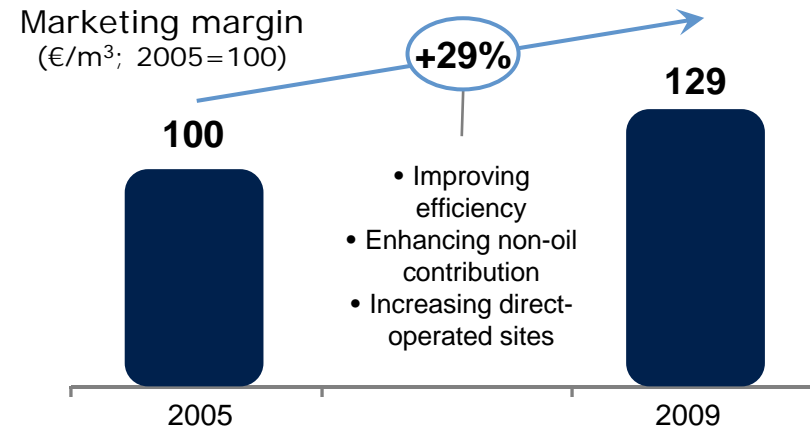 Marketing margin
(€/m³; 2005=100)
+29%
129
100
• Improving
efficiency
• Enhancing non-oil
contribution
• Increasing direct-
operated sites
2005
2009